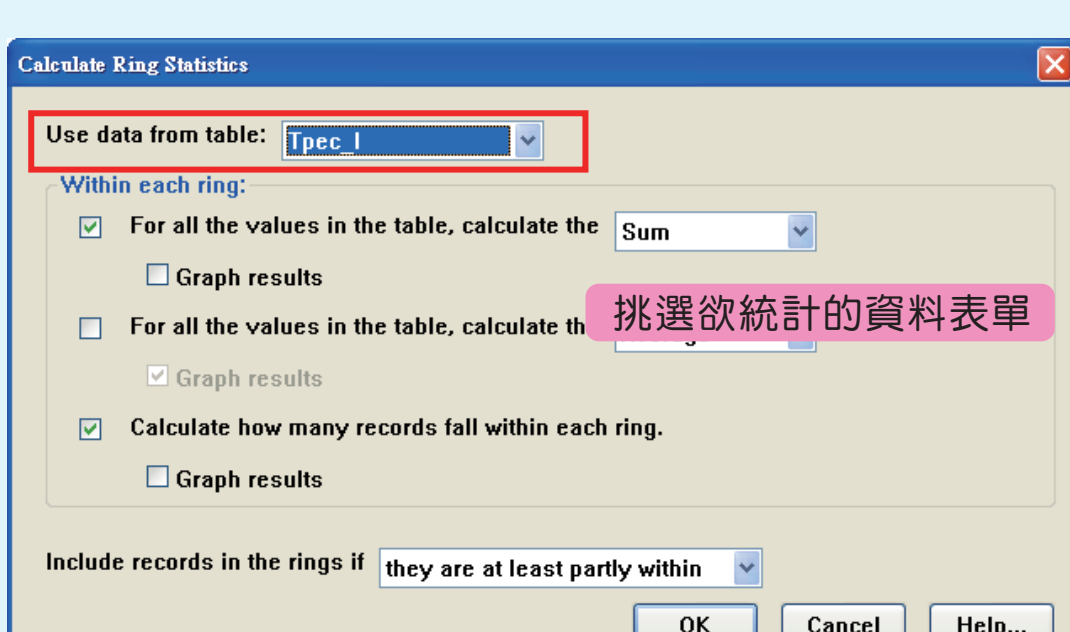 Calculate Ring Statistics
Use data from table: Tpec_l
Within each ring:
For all the values in the table, calculate the Sum
Graph results
挑選欲統計的資料表單
For all the values in the table, calculate th
Graph results
Calculate how many records fall within each ring.
Graph results
Include records in the rings if they are at least partly within
OK Cancel Help...